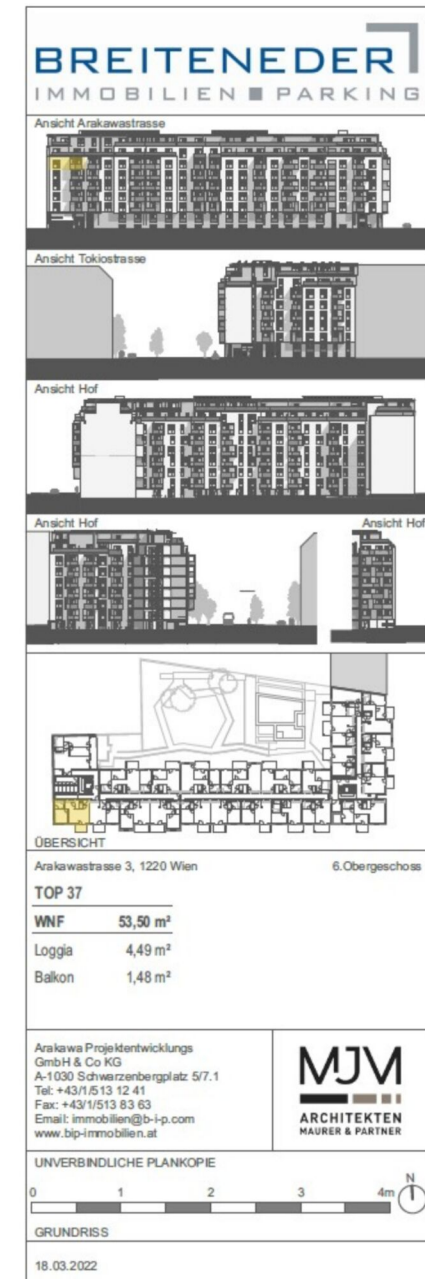 BREITENEDER
IMMOBILIEN ■ PARKING
Ansicht Arakawastrasse
Ansicht Tokiostrasse
Ansicht Hof
Ansicht Hof
Ansicht Hof
ÜBERSICHT
Arakawastrasse 3, 1220 Wien
6.Obergeschoss
TOP 37
WNF 53,50 m²
Loggia 4,49 m²
Balkon 1,48 m²
Arakawa Projektentwicklungs
GmbH & Co KG
A-1030 Schwarzenbergplatz 5/7.1
Tel: +43/1/513 12 41
Fax: +43/1/513 83 63
Email: immobilien@b-i-p.com
www.bip-immobilien.at
MJM
ARCHITEKTEN
MAURER & PARTNER
UNVERBINDLICHE PLANKOPIE
0 1 2 3 4m
N
GRUNDRISS
18.03.2022